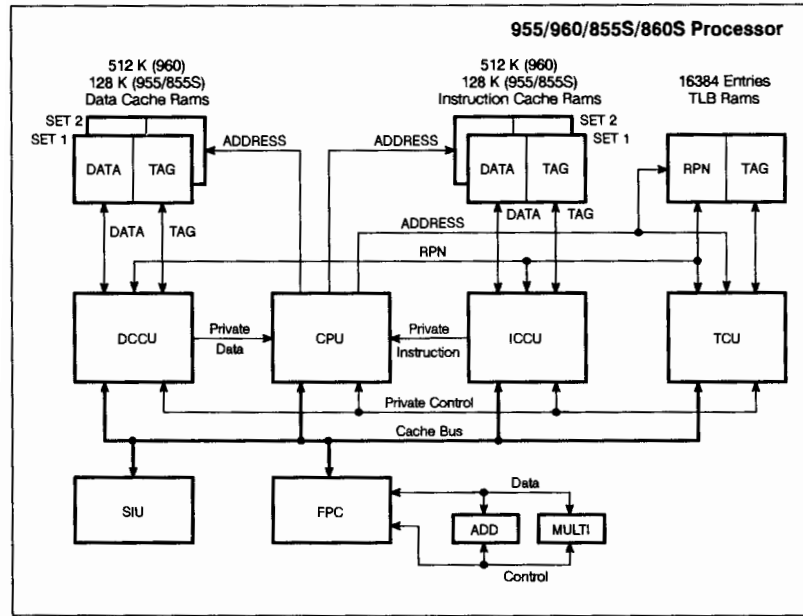 955/960/855S/860S Processor
512 K (960)
128 K (955/855S)
Data Cache Rams
512 K (960)
128 K (955/855S)
Instruction Cache Rams
16384 Entries
TLB Rams
SET 2
SET 1
DATA
TAG
ADDRESS
ADDRESS
SET 2
SET 1
DATA
TAG
RPN
TAG
DATA
TAG
ADDRESS
DATA
TAG
RPN
DCCU
Private
Data
CPU
Private
Instruction
ICCU
TCU
Private Control
Cache Bus
SIU
FPC
Data
ADD
MULTI
Control